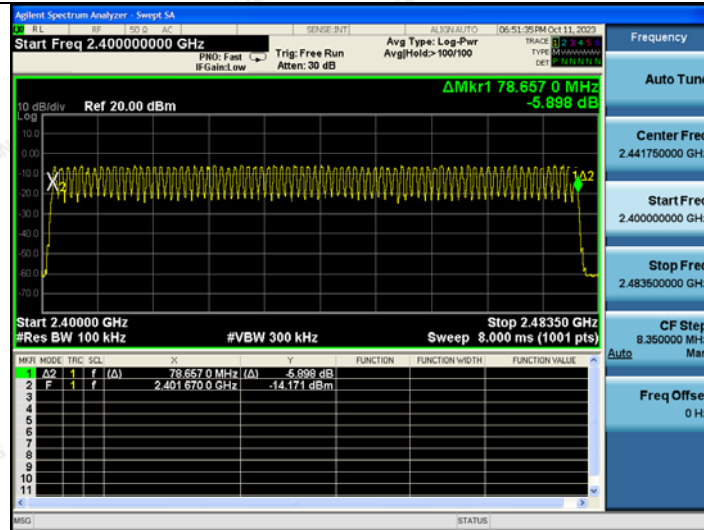 Agilent Spectrum Analyzer - Swept SA
RL RF 50 Ω AC SENSE:INT ALIGNAUTO 06:51:35 PM Oct 11, 2023
Start Freq 2.400000000 GHz
PNO: Fast
IFGain:Low
Trig: Free Run
Atten: 30 dB
Avg Type: Log-Pwr
Avg|Hold:>100/100
TRACE 1 2 3 4 5 6
TYPE M
DET P N N N N N
ΔMkr1 78.657 0 MHz
-5.898 dB
10 dB/div Ref 20.00 dBm
Log
10.0
0.00
-10.0
-20.0
-30.0
-40.0
-50.0
-60.0
-70.0
2
1Δ2
Start 2.40000 GHz Stop 2.48350 GHz
#Res BW 100 kHz #VBW 300 kHz Sweep 8.000 ms (1001 pts)
MKR MODE TRC SCL X Y FUNCTION FUNCTION WIDTH FUNCTION VALUE
1 Δ2 1 f (Δ) 78.657 0 MHz (Δ) -5.898 dB
2 F 1 f 2.401 670 0 GHz -14.171 dBm
3
4
5
6
7
8
9
10
11
MSG STATUS
Frequency
Auto Tune
Center Freq
2.441750000 GHz
Start Freq
2.400000000 GHz
Stop Freq
2.483500000 GHz
CF Step
8.350000 MHz
Auto Man
Freq Offset
0 Hz